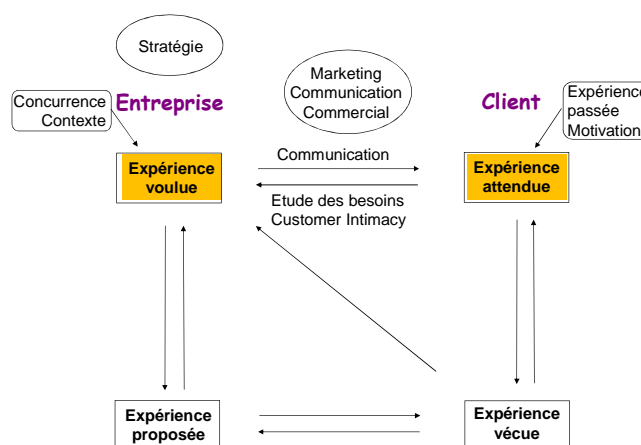 Stratégie
Marketing
Communication
Commercial
Concurrence
Contexte
Entreprise
Client
Expérience
passée
Motivation
Expérience
voulue
Communication
Expérience
attendue
Etude des besoins
Customer Intimacy
Expérience
proposée
Expérience
vécue